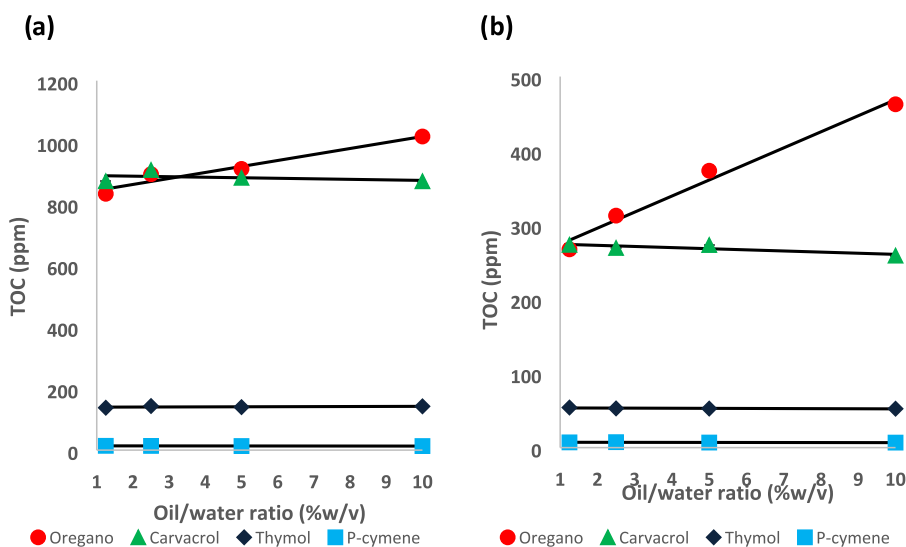 (a)
1200
1000
800
600
400
200
0
TOC (ppm)
1 2 3 4 5 6 7 8 9 10
Oil/water ratio (%w/v)
Oregano Carvacrol Thymol P-cymene
(b)
500
400
300
200
100
0
TOC (ppm)
1 2 3 4 5 6 7 8 9 10
Oil/water ratio (%w/v)
Oregano Carvacrol Thymol P-cymene